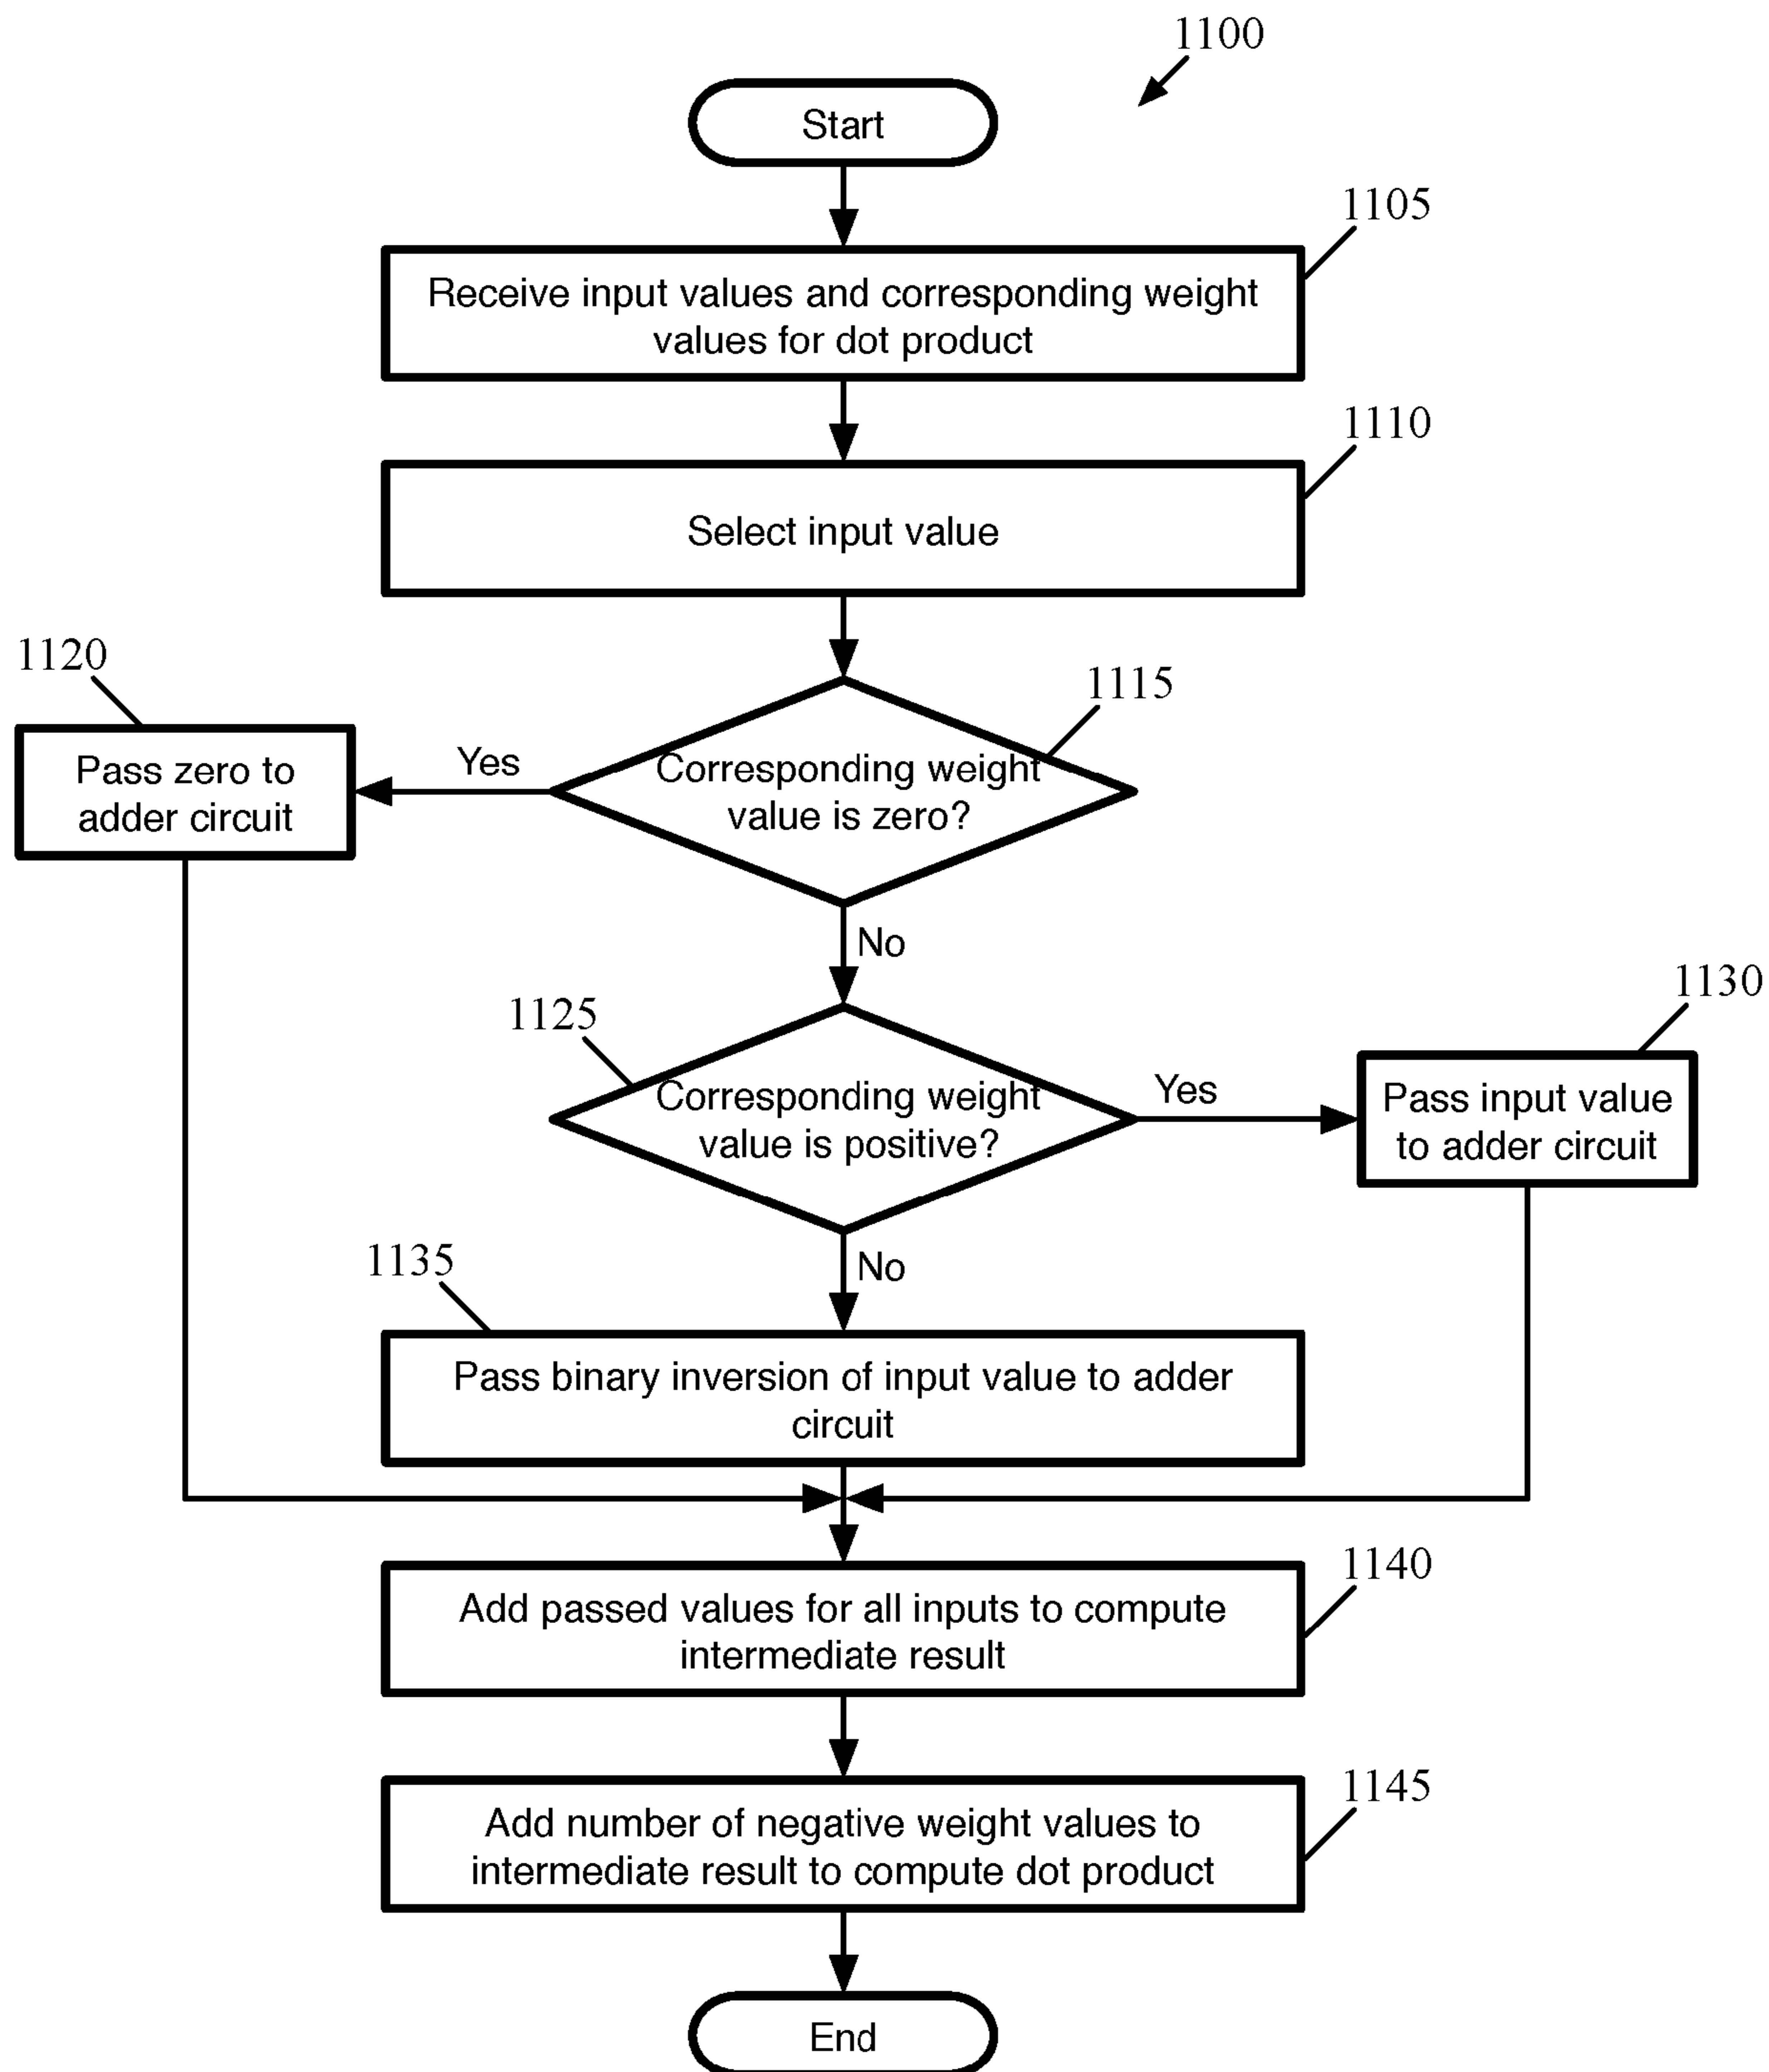 1100
Start
1105
Receive input values and corresponding weight
values for dot product
1110
Select input value
1120
1115
Pass zero to
adder circuit
Yes
Corresponding weight
value is zero?
No
1125
1130
Corresponding weight
value is positive?
Yes
Pass input value
to adder circuit
No
1135
Pass binary inversion of input value to adder
circuit
1140
Add passed values for all inputs to compute
intermediate result
1145
Add number of negative weight values to
intermediate result to compute dot product
End